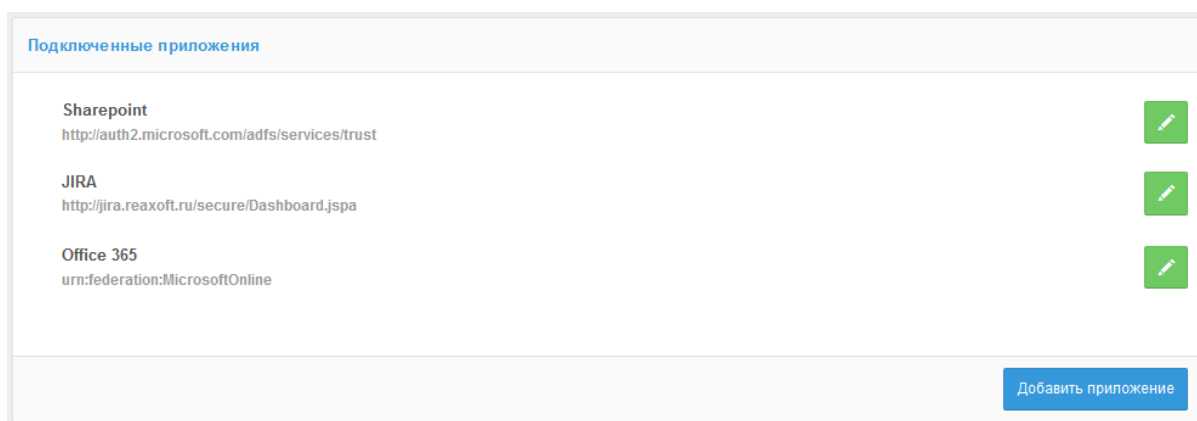 Подключенные приложения
Sharepoint
http://auth2.microsoft.com/adfs/services/trust
JIRA
http://jira.reaxoft.ru/secure/Dashboard.jspa
Office 365
urn:federation:MicrosoftOnline
Добавить приложение